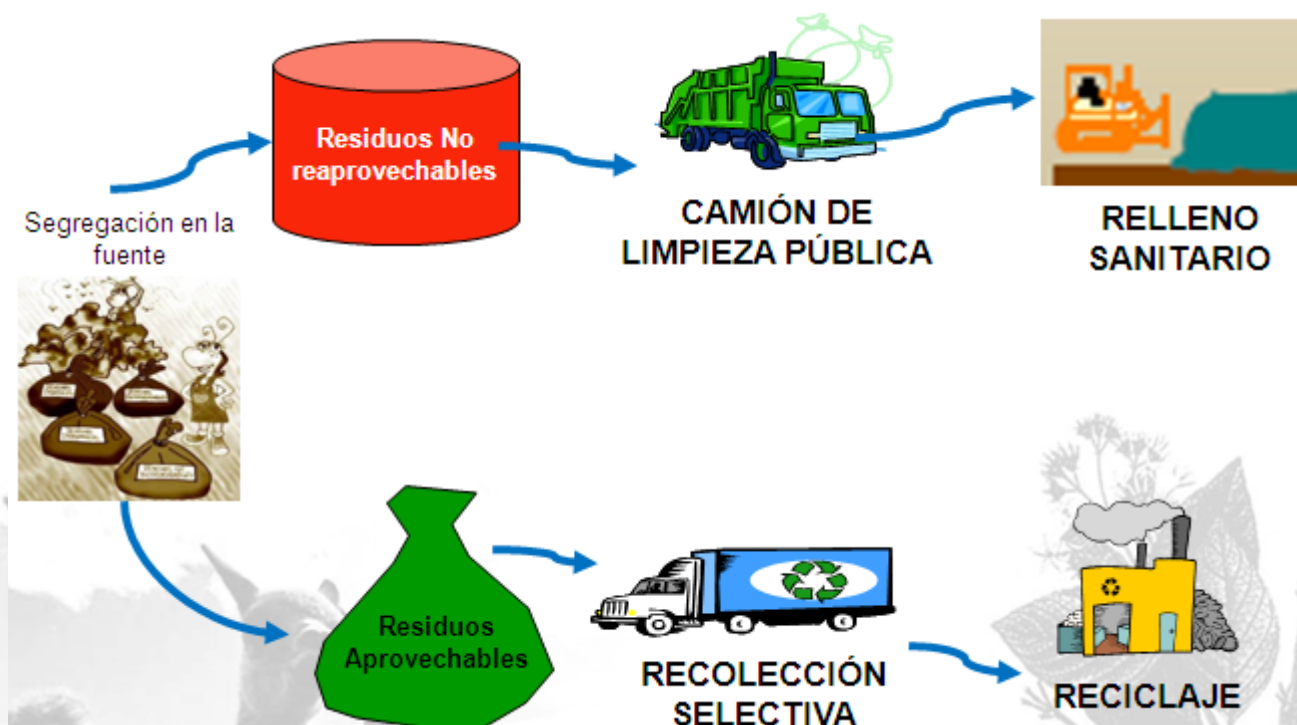 Segregación en la
fuente
Residuos No
reaprovechables
CAMIÓN DE
LIMPIEZA PÚBLICA
RELLENO
SANITARIO
Residuos
Aprovechables
RECOLECCIÓN
SELECTIVA
RECICLAJE